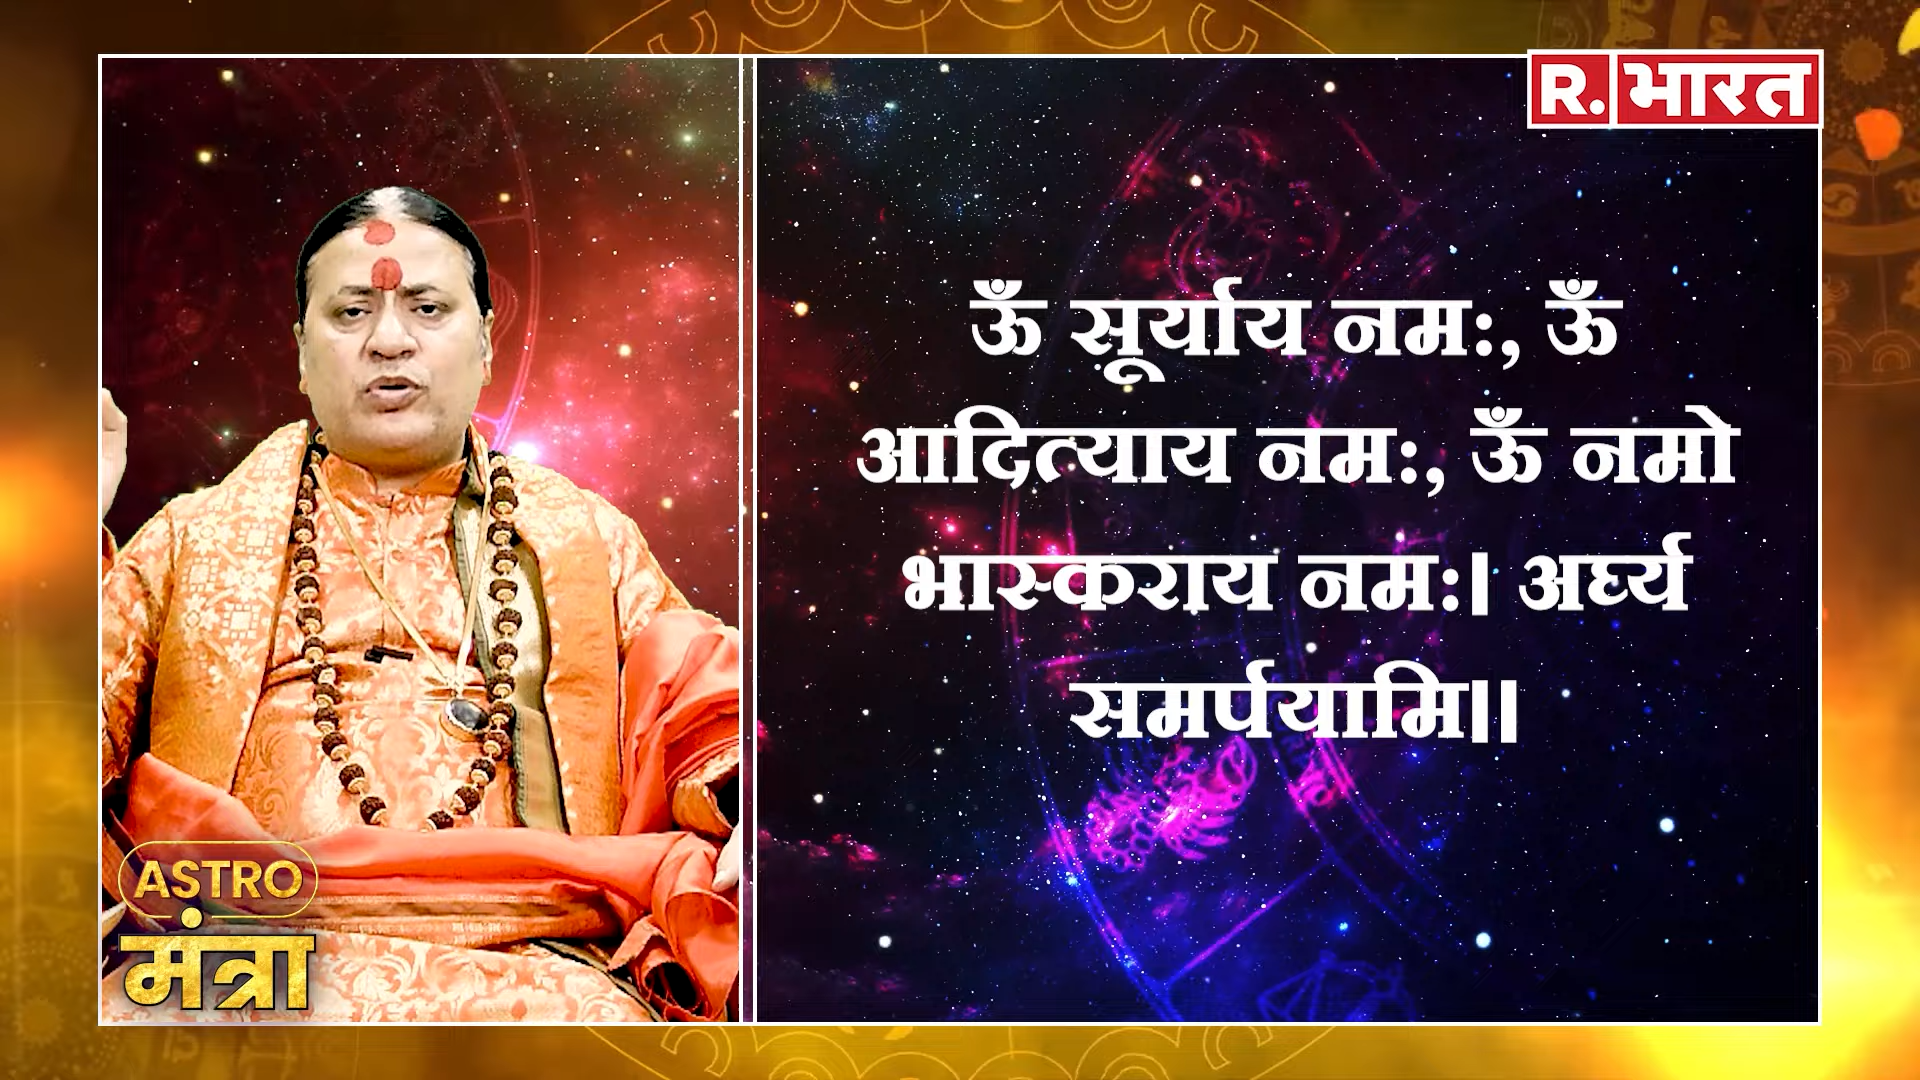 R. भारत
ॐ सूर्याय नमः, ॐ
आदित्याय नमः, ॐ नमो
भास्कराय नमः। अर्घ्य
समर्पयामि।।
ASTRO
मंत्रा